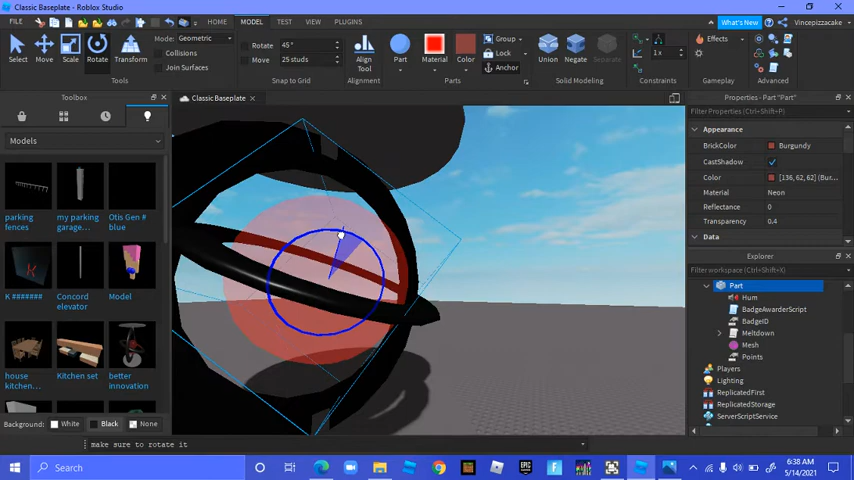 Classic Baseplate - Roblox Studio
FILE
HOME
MODEL
TEST
VIEW
PLUGINS
What's New
Vincepizzacake
Select
Move
Scale
Rotate
Transform
Mode: Geometric
Collisions
Join Surfaces
Tools
Rotate 45°
Move 25 studs
Snap to Grid
Align
Tool
Alignment
Part
Material
Color
Group
Lock
Anchor
Parts
Union
Negate
Separate
Solid Modeling
1 x
Constraints
Effects
Gameplay
Advanced
Toolbox
Classic Baseplate
Models
parking
fences
my parking
garage...
Otis Gen #
blue
K #######
Concord
elevator
Model
house
kitchen...
Kitchen set
better
innovation
Background:
White
Black
None
Properties - Part "Part"
Filter Properties (Ctrl+Shift+P)
Appearance
BrickColor Burgundy
CastShadow
Color [136, 62, 62] (Bur...
Material Neon
Reflectance 0
Transparency 0.4
Data
Explorer
Filter workspace (Ctrl+Shift+X)
Part
Hum
BadgeAwarderScript
BadgeID
Meltdown
Mesh
Points
Players
Lighting
ReplicatedFirst
ReplicatedStorage
ServerScriptService
make sure to rotate it
Search
6:38 AM
5/14/2021